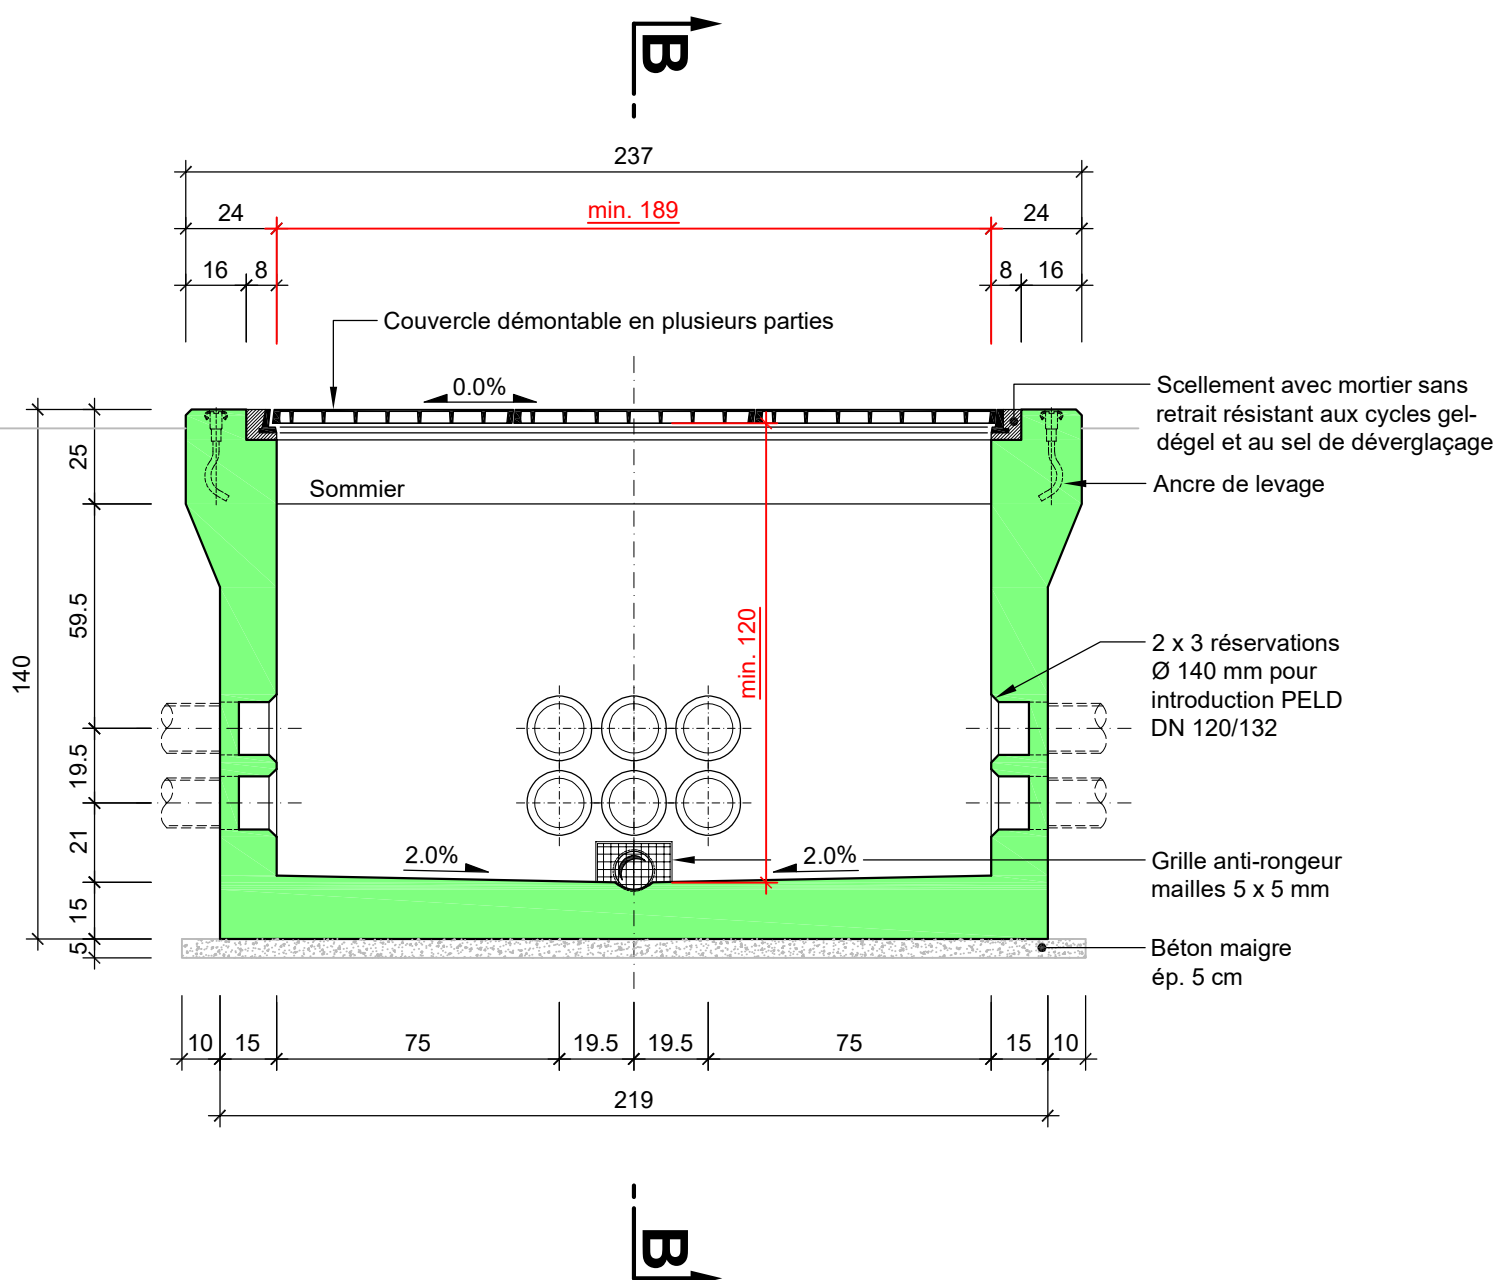 B
237
24
min. 189
24
16
8
8
16
Couvercle démontable en plusieurs parties
0.0%
Scellement avec mortier sans
retrait résistant aux cycles gel-
dégel et au sel de déverglaçage
25
Sommier
Ancre de levage
59.5
140
min. 120
2 x 3 réservations
Ø 140 mm pour
introduction PELD
DN 120/132
19.5
21
2.0%
2.0%
Grille anti-rongeur
mailles 5 x 5 mm
15
5
Béton maigre
ép. 5 cm
10
15
75
19.5
19.5
75
15
10
219
B